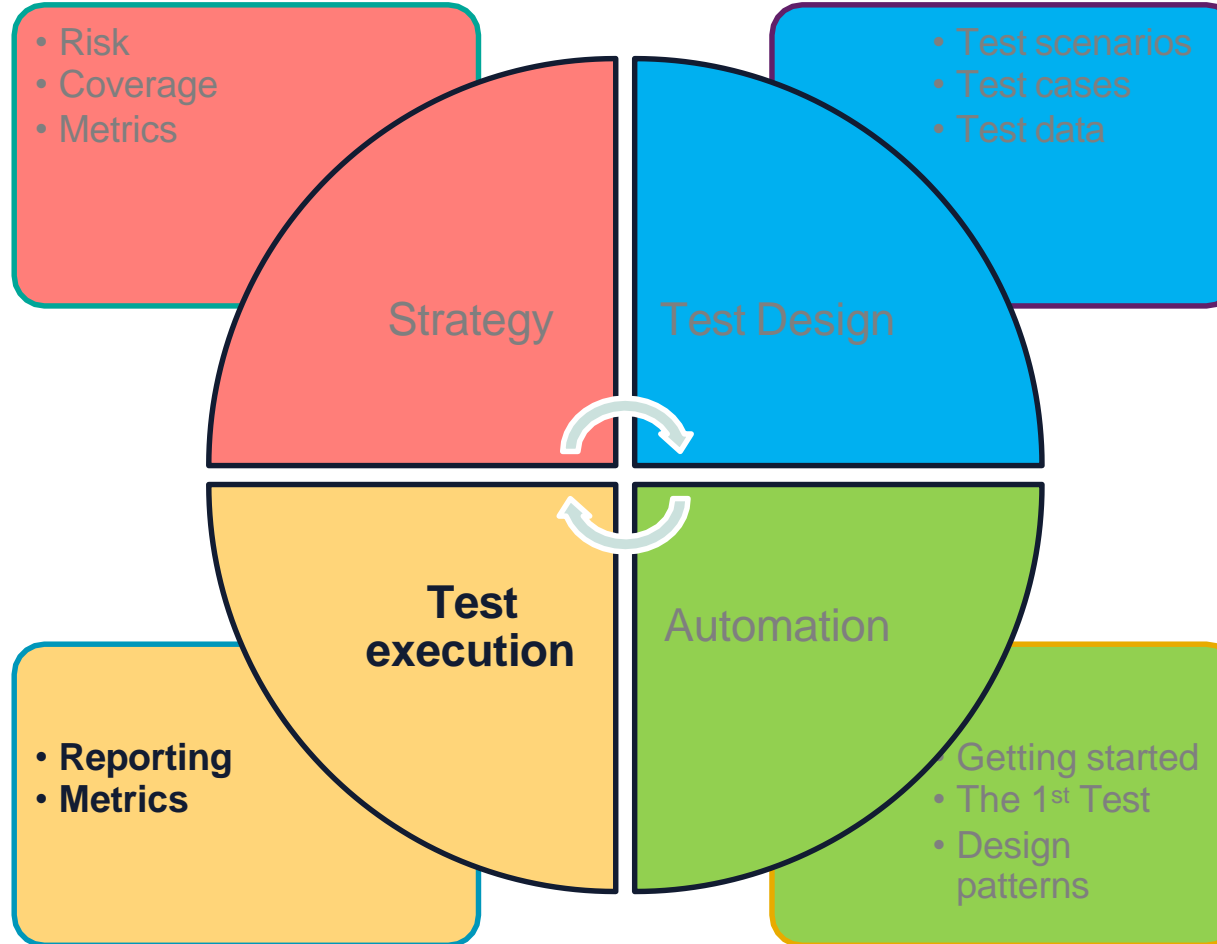 • Risk
• Coverage
• Metrics
• Test scenarios
• Test cases
• Test data
Strategy
Test Design
Test
execution
Automation
• Reporting
• Metrics
• Getting started
• The 1st Test
• Design
patterns